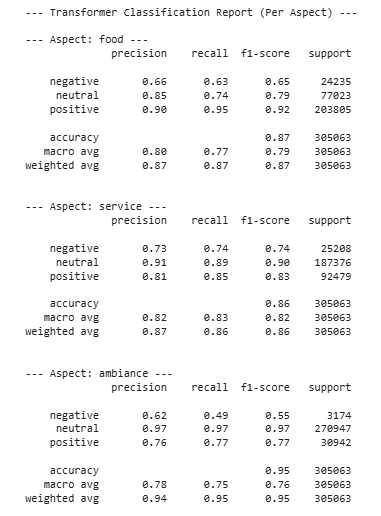 --- Transformer Classification Report (Per Aspect) ---
--- Aspect: food ---
precision recall f1-score support
negative 0.66 0.63 0.65 24235
neutral 0.85 0.74 0.79 77023
positive 0.90 0.95 0.92 203805
accuracy 0.87 305063
macro avg 0.80 0.77 0.79 305063
weighted avg 0.87 0.87 0.87 305063
--- Aspect: service ---
precision recall f1-score support
negative 0.73 0.74 0.74 25208
neutral 0.91 0.89 0.90 187376
positive 0.81 0.85 0.83 92479
accuracy 0.86 305063
macro avg 0.82 0.83 0.82 305063
weighted avg 0.87 0.86 0.86 305063
--- Aspect: ambiance ---
precision recall f1-score support
negative 0.62 0.49 0.55 3174
neutral 0.97 0.97 0.97 270947
positive 0.76 0.77 0.77 30942
accuracy 0.95 305063
macro avg 0.78 0.75 0.76 305063
weighted avg 0.94 0.95 0.95 305063